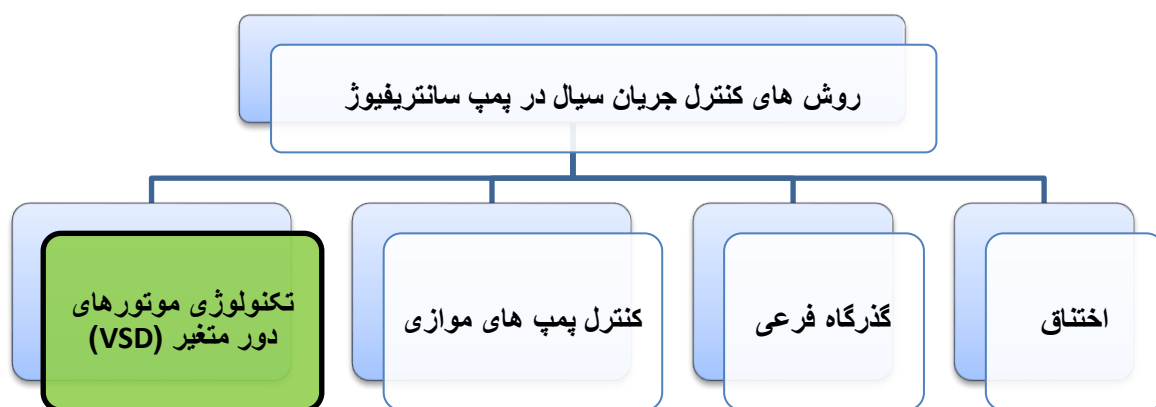 روش های کنترل جریان سیال در پمپ سانتریفیوژ
اختناق
گذرگاه فرعی
کنترل پمپ های موازی
تکنولوژی موتورهای
دور متغیر (VSD)